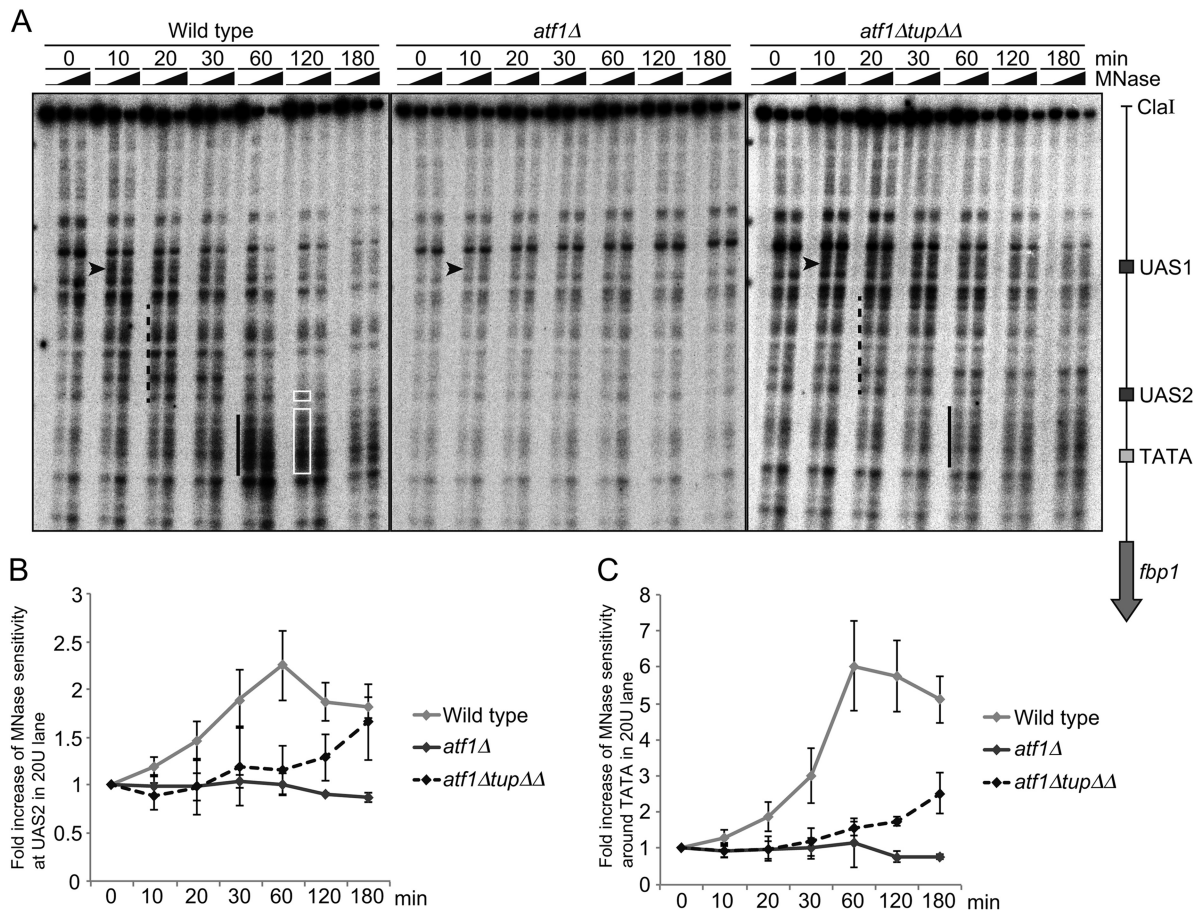 A
Wild type atf1Δ atf1ΔtupΔΔ
0 10 20 30 60 120 180 0 10 20 30 60 120 180 0 10 20 30 60 120 180 min
MNase
ClaI
UAS1
UAS2
TATA
fbp1
B
Fold increase of MNase sensitivity
at UAS2 in 20U lane
3
2.5
2
1.5
1
0.5
0
0 10 20 30 60 120 180 min
Wild type
atf1Δ
atf1ΔtupΔΔ
C
Fold increase of MNase sensitivity
around TATA in 20U lane
8
7
6
5
4
3
2
1
0
0 10 20 30 60 120 180 min
Wild type
atf1Δ
atf1ΔtupΔΔ